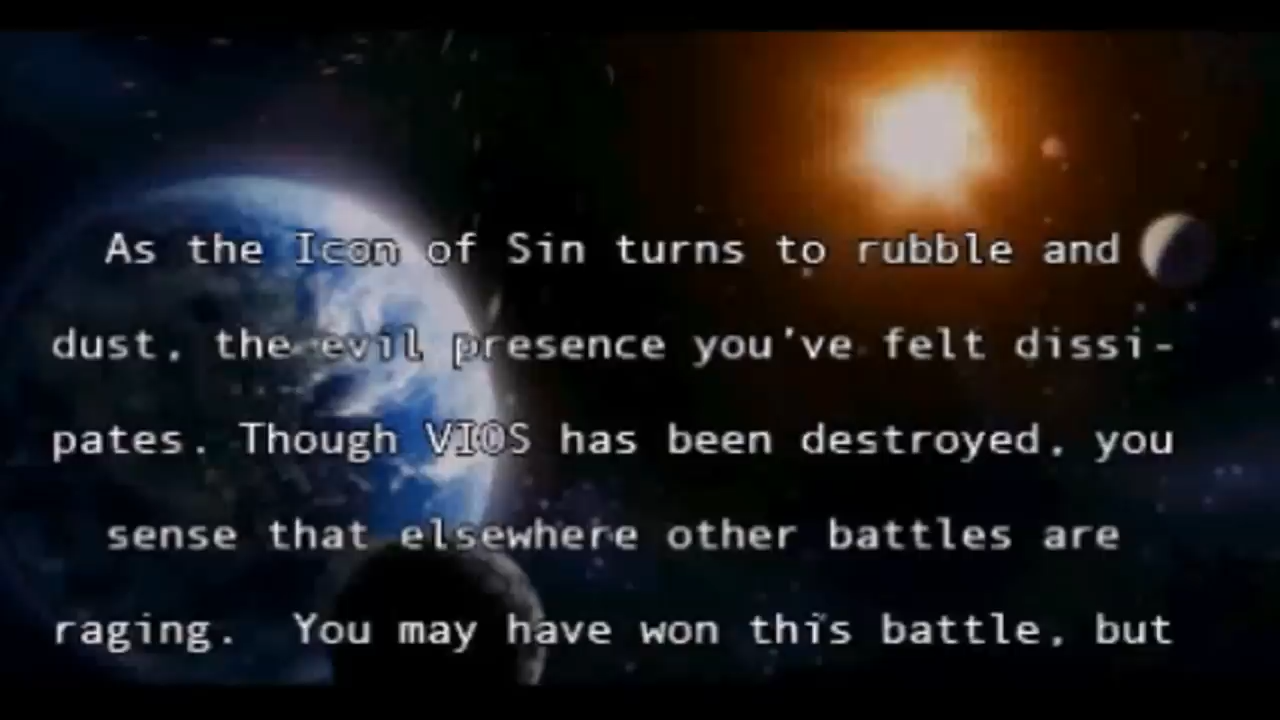 As the Icon of Sin turns to rubble and
dust, the evil presence you've felt dissi-
pates. Though VIOS has been destroyed, you
sense that elsewhere other battles are
raging.  You may have won this battle, but